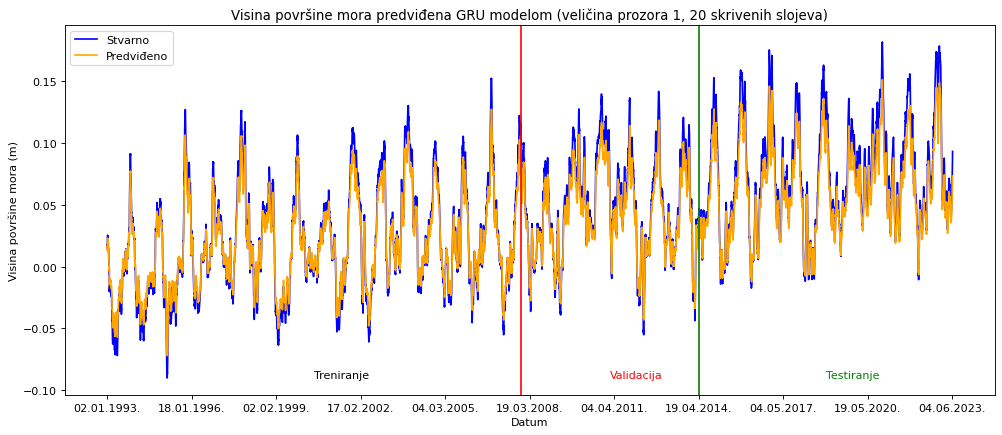 Visina površine mora predviđena GRU modelom (veličina prozora 1, 20 skrivenih slojeva)
Stvarno
Predviđeno
Visina površine mora (m)
0.15
0.10
0.05
0.00
−0.05
−0.10
Treniranje
Validacija
Testiranje
02.01.1993.
18.01.1996.
02.02.1999.
17.02.2002.
04.03.2005.
19.03.2008.
04.04.2011.
19.04.2014.
04.05.2017.
19.05.2020.
04.06.2023.
Datum